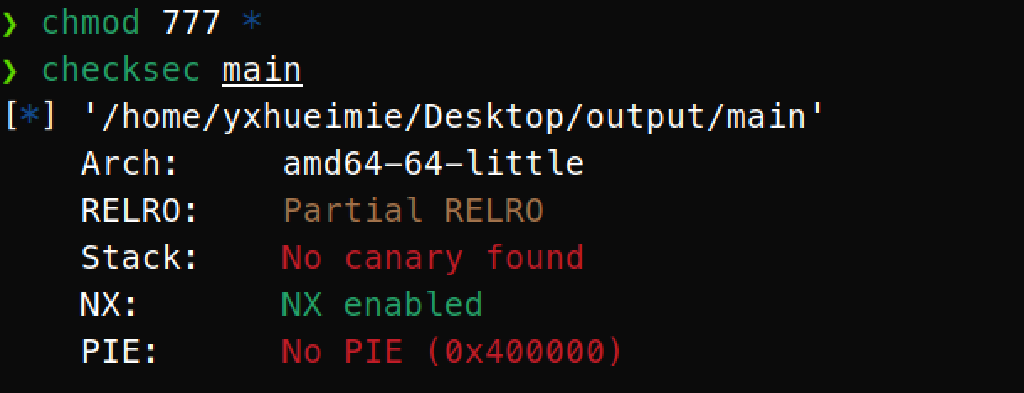 ❯ chmod 777 *
❯ checksec main
[*] '/home/yxhueimie/Desktop/output/main'
Arch: amd64-64-little
RELRO: Partial RELRO
Stack: No canary found
NX: NX enabled
PIE: No PIE (0x400000)